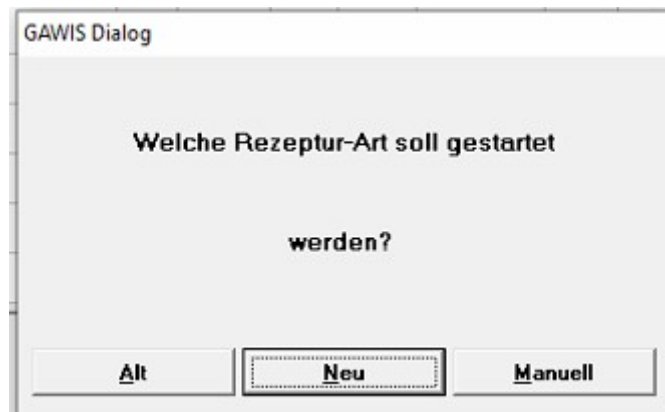 GAWIS Dialog
Welche Rezeptur-Art soll gestartet
werden?
Alt
Neu
Manuell